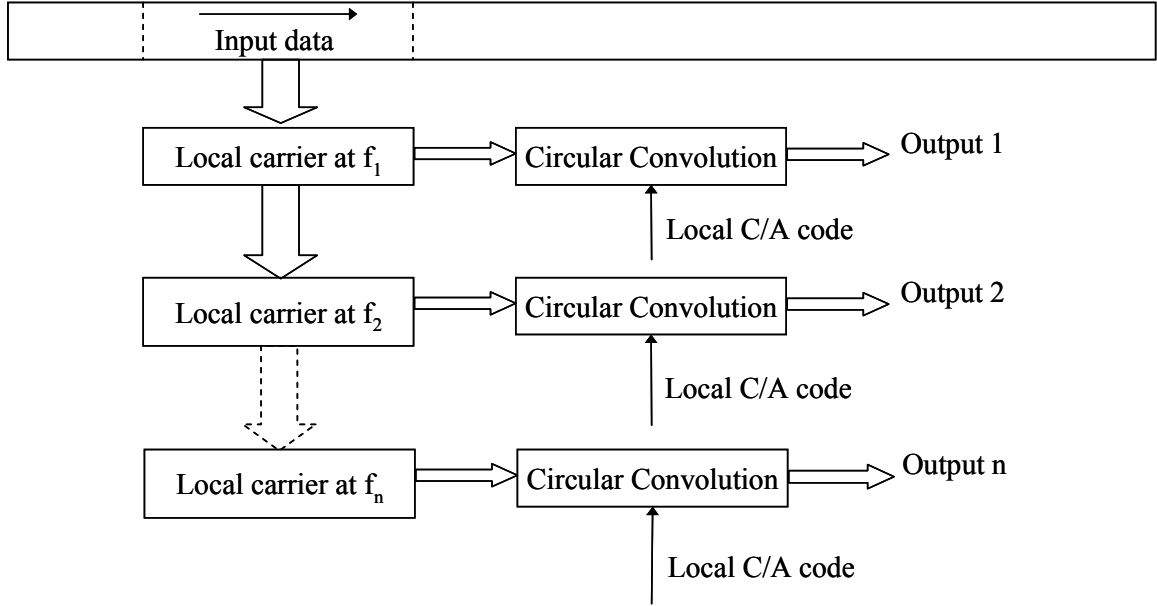 Input data
Local carrier at f1
Circular Convolution
Output 1
Local C/A code
Local carrier at f2
Circular Convolution
Output 2
Local C/A code
Local carrier at fn
Circular Convolution
Output n
Local C/A code